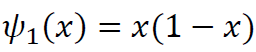 ψ₁(x) = x(1 − x)